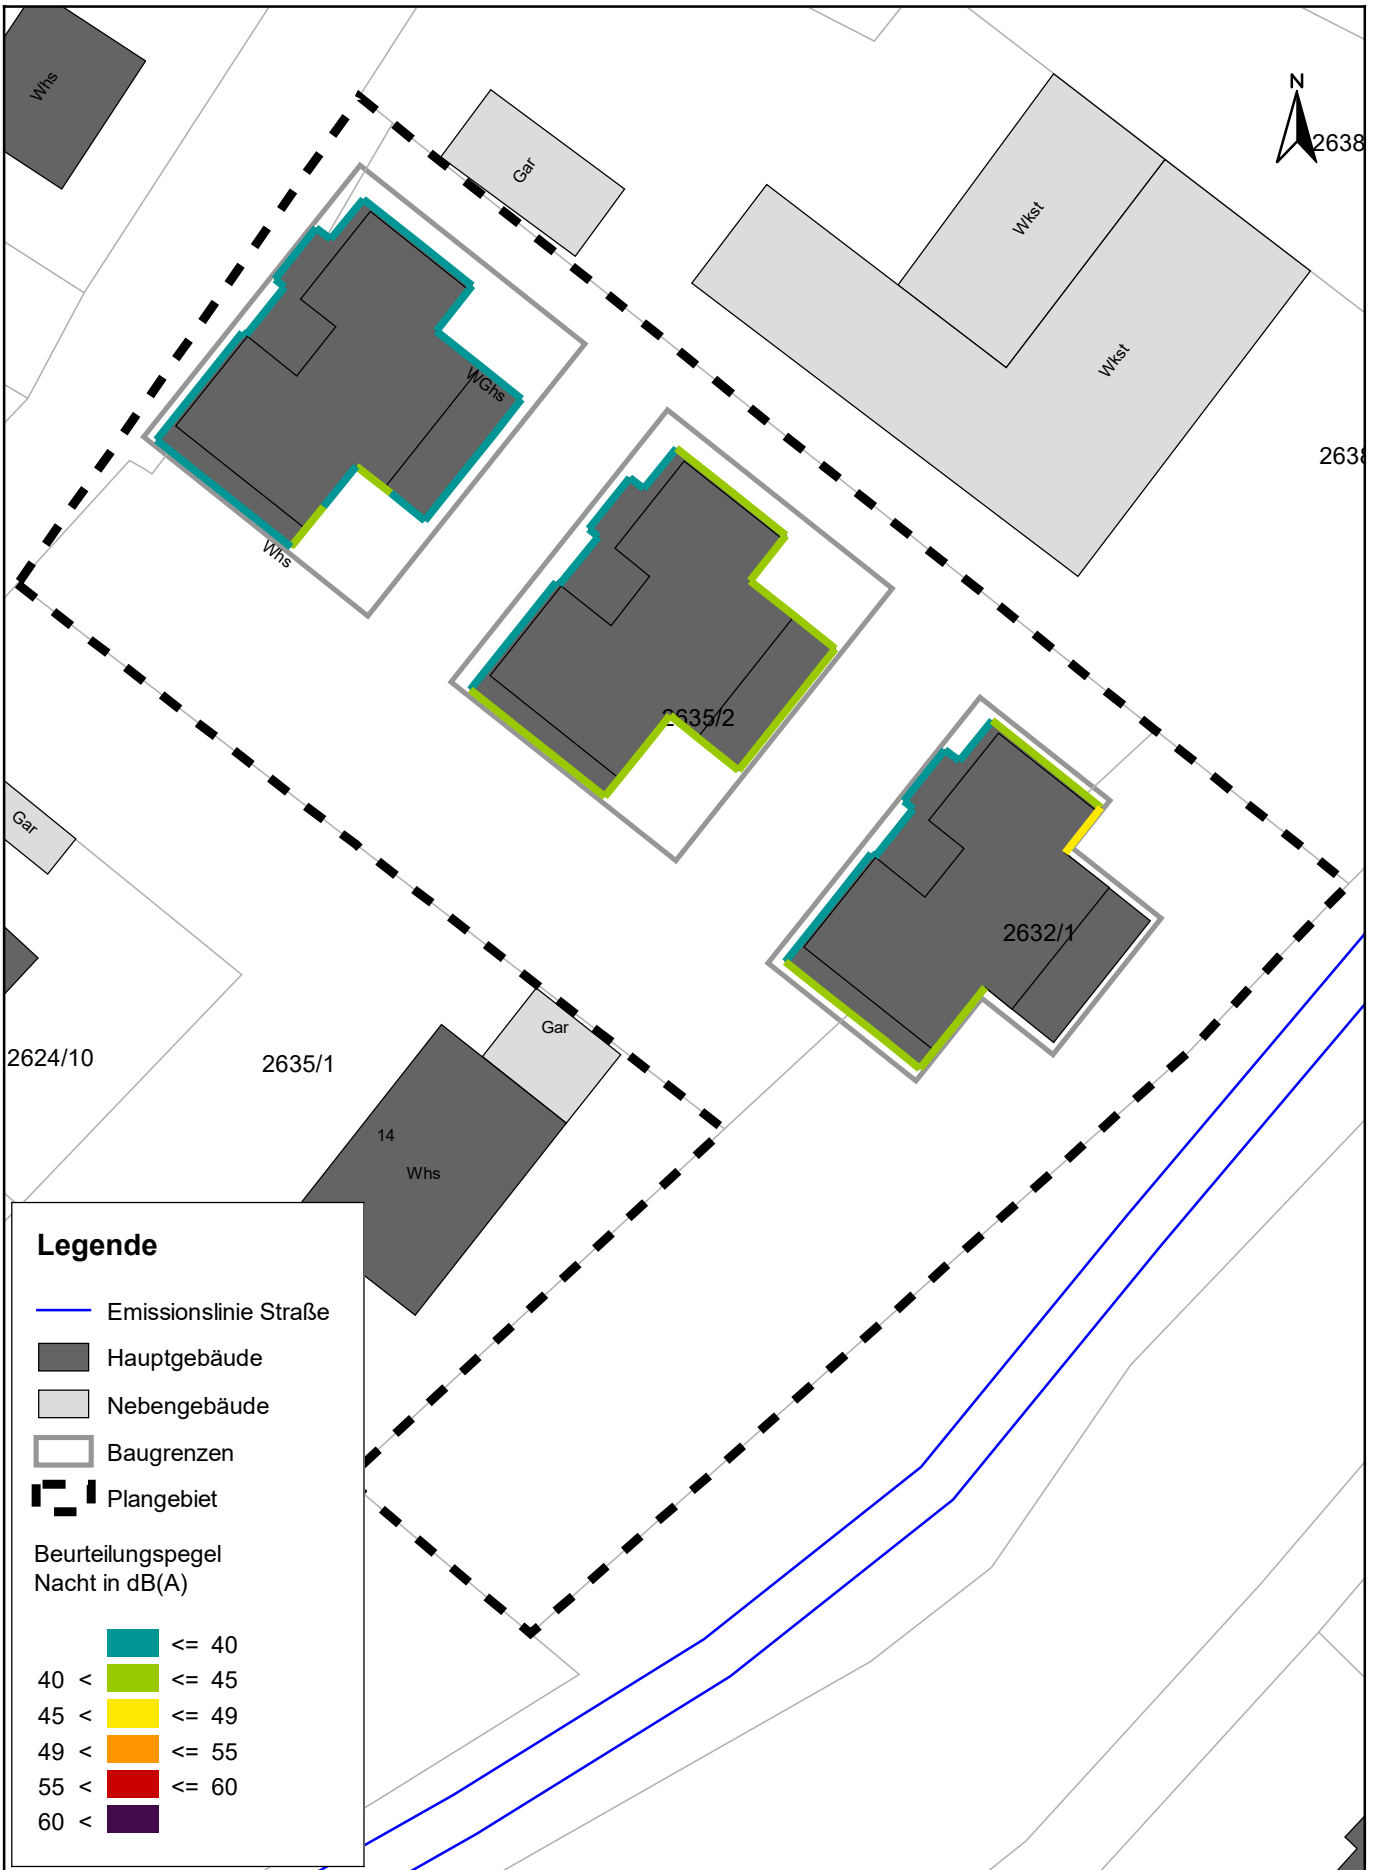 Whs
N
2638
Gar
Wkst
Wkst
WGhs
2638
Whs
2635/2
Gar
2632/1
Gar
2624/10
2635/1
14
Whs
Legende
Emissionslinie Straße
Hauptgebäude
Nebengebäude
Baugrenzen
Plangebiet
Beurteilungspegel
Nacht in dB(A)
<= 40
40 < <= 45
45 < <= 49
49 < <= 55
55 < <= 60
60 <